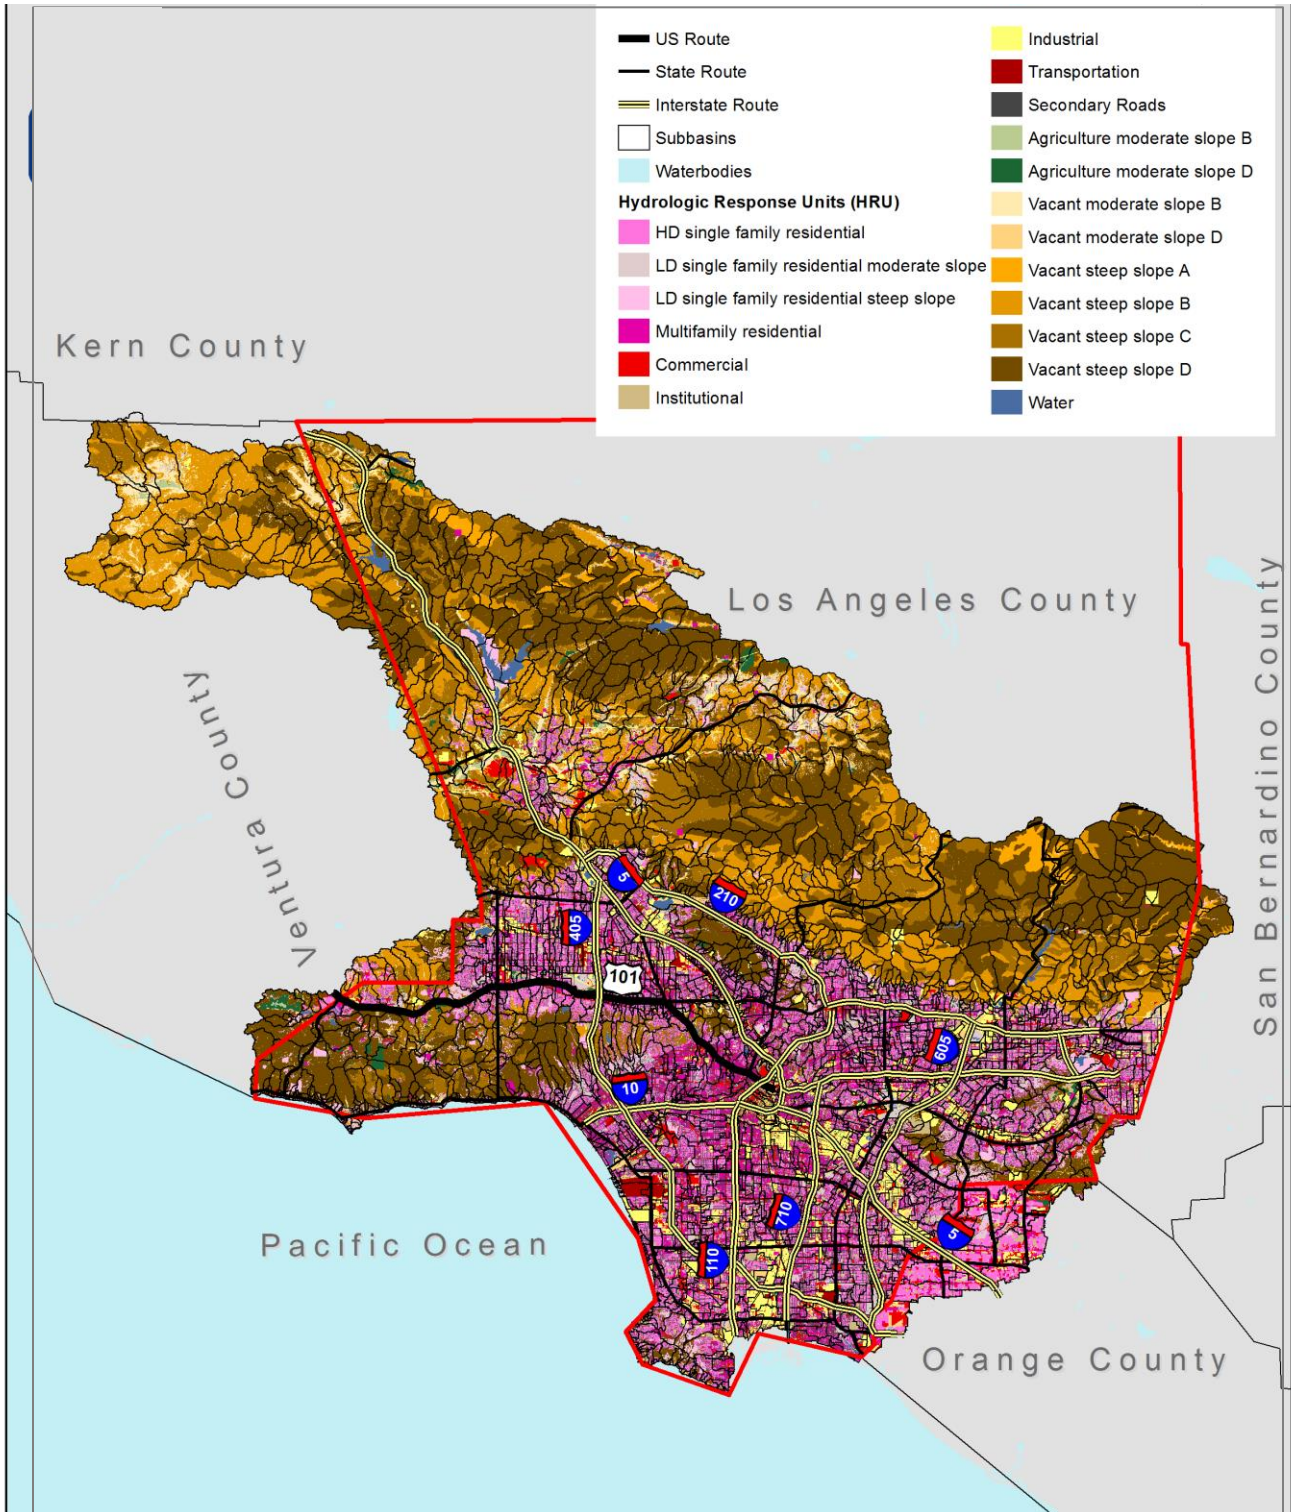 US Route
State Route
Interstate Route
Subbasins
Waterbodies
Hydrologic Response Units (HRU)
HD single family residential
LD single family residential moderate slope
LD single family residential steep slope
Multifamily residential
Commercial
Institutional
Industrial
Transportation
Secondary Roads
Agriculture moderate slope B
Agriculture moderate slope D
Vacant moderate slope B
Vacant moderate slope D
Vacant steep slope A
Vacant steep slope B
Vacant steep slope C
Vacant steep slope D
Water
Kern County
Los Angeles County
San Bernardino County
Ventura County
5
210
405
101
605
10
710
5
110
Pacific Ocean
Orange County